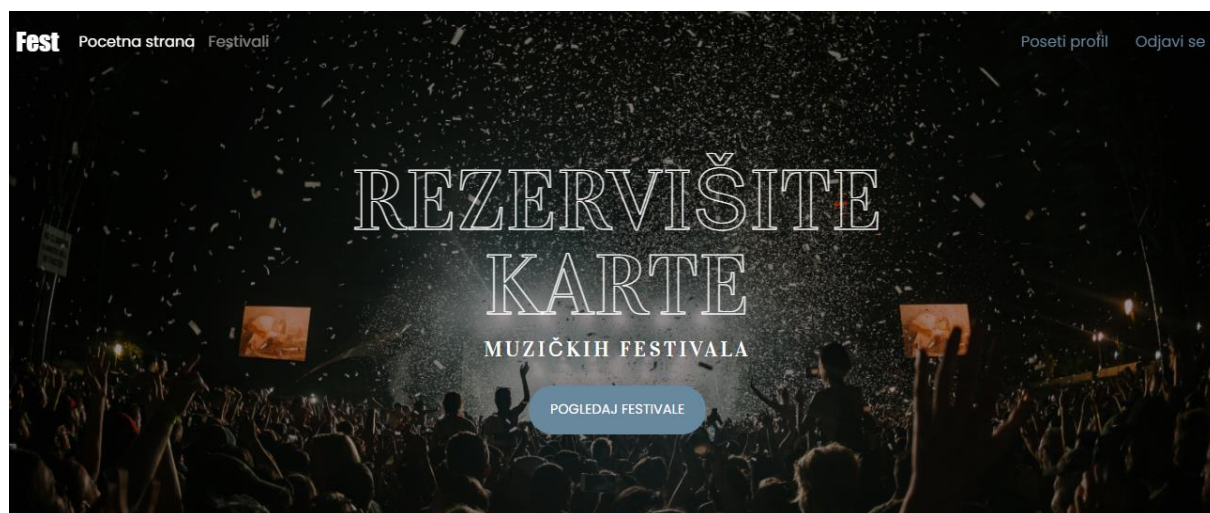 Fest Pocetna strana Festivali Poseti profil Odjavi se
REZERVIŠITE
KARTE
MUZIČKIH FESTIVALA
POGLEDAJ FESTIVALE